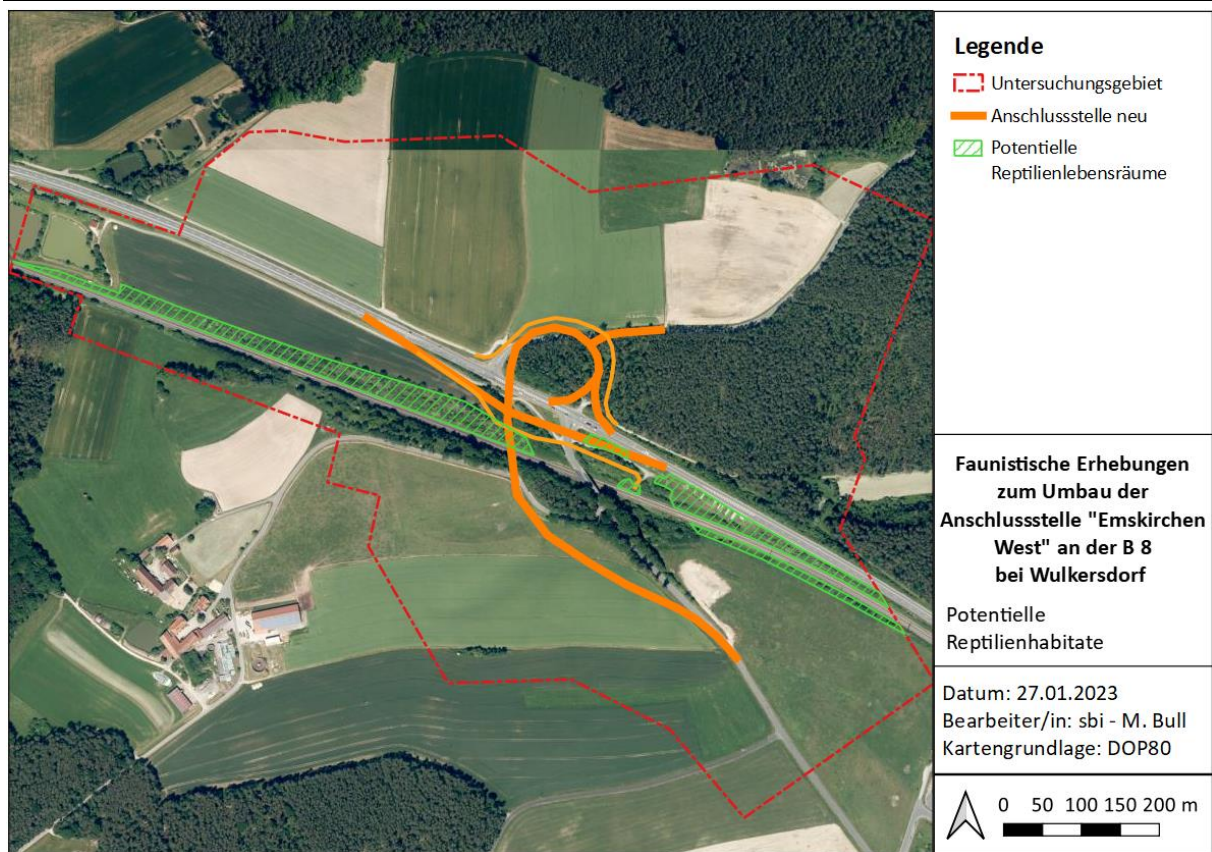 Legende
Untersuchungsgebiet
Anschlussstelle neu
Potentielle
Reptilienlebensräume
Faunistische Erhebungen
zum Umbau der
Anschlussstelle "Emskirchen
West" an der B 8
bei Wulkersdorf
Potentielle
Reptilienhabitate
Datum: 27.01.2023
Bearbeiter/in: sbi - M. Bull
Kartengrundlage: DOP80
0 50 100 150 200 m